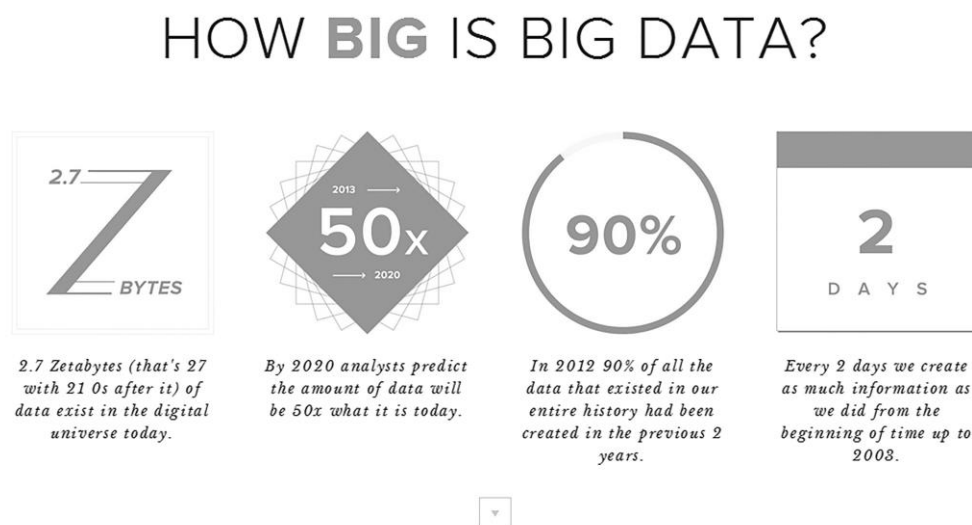 HOW BIG IS BIG DATA?
2.7
BYTES
2.7 Zetabytes (that's 27
with 21 0s after it) of
data exist in the digital
universe today.
2013
50x
2020
By 2020 analysts predict
the amount of data will
be 50x what it is today.
90%
In 2012 90% of all the
data that existed in our
entire history had been
created in the previous 2
years.
2
DAYS
Every 2 days we create
as much information as
we did from the
beginning of time up to
2003.